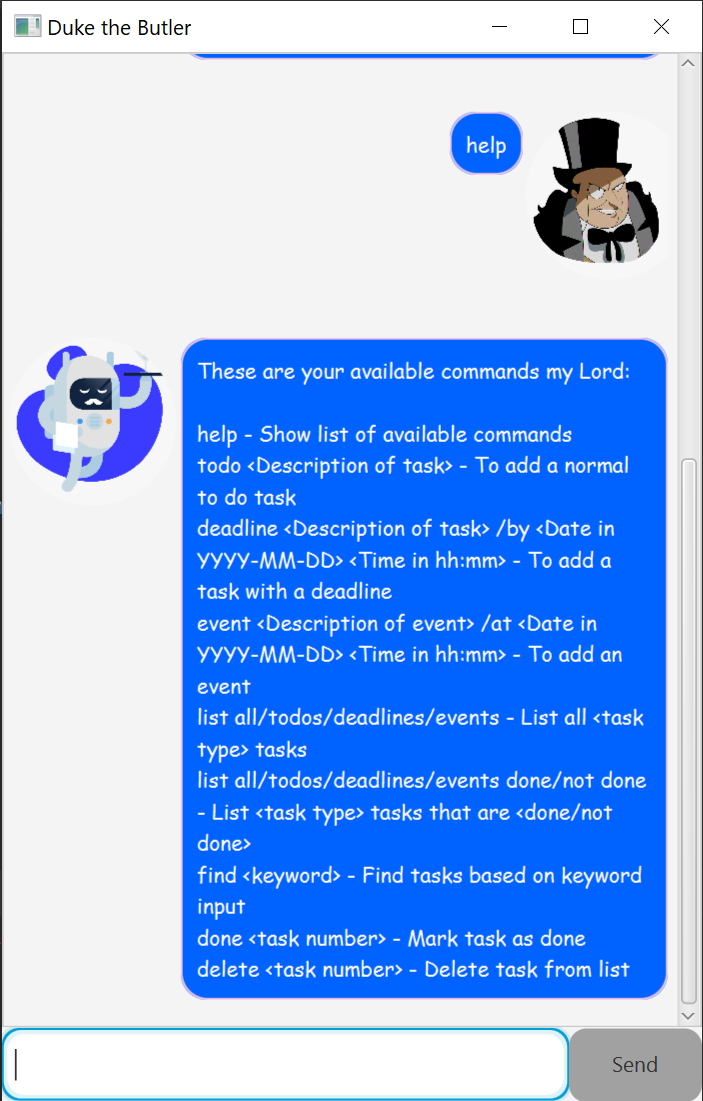 Duke the Butler
help
These are your available commands my Lord:
help - Show list of available commands
todo <Description of task> - To add a normal
to do task
deadline <Description of task> /by <Date in
YYYY-MM-DD> <Time in hh:mm> - To add a
task with a deadline
event <Description of event> /at <Date in
YYYY-MM-DD> <Time in hh:mm> - To add an
event
list all/todos/deadlines/events - List all <task
type> tasks
list all/todos/deadlines/events done/not done
- List <task type> tasks that are <done/not
done>
find <keyword> - Find tasks based on keyword
input
done <task number> - Mark task as done
delete <task number> - Delete task from list
Send